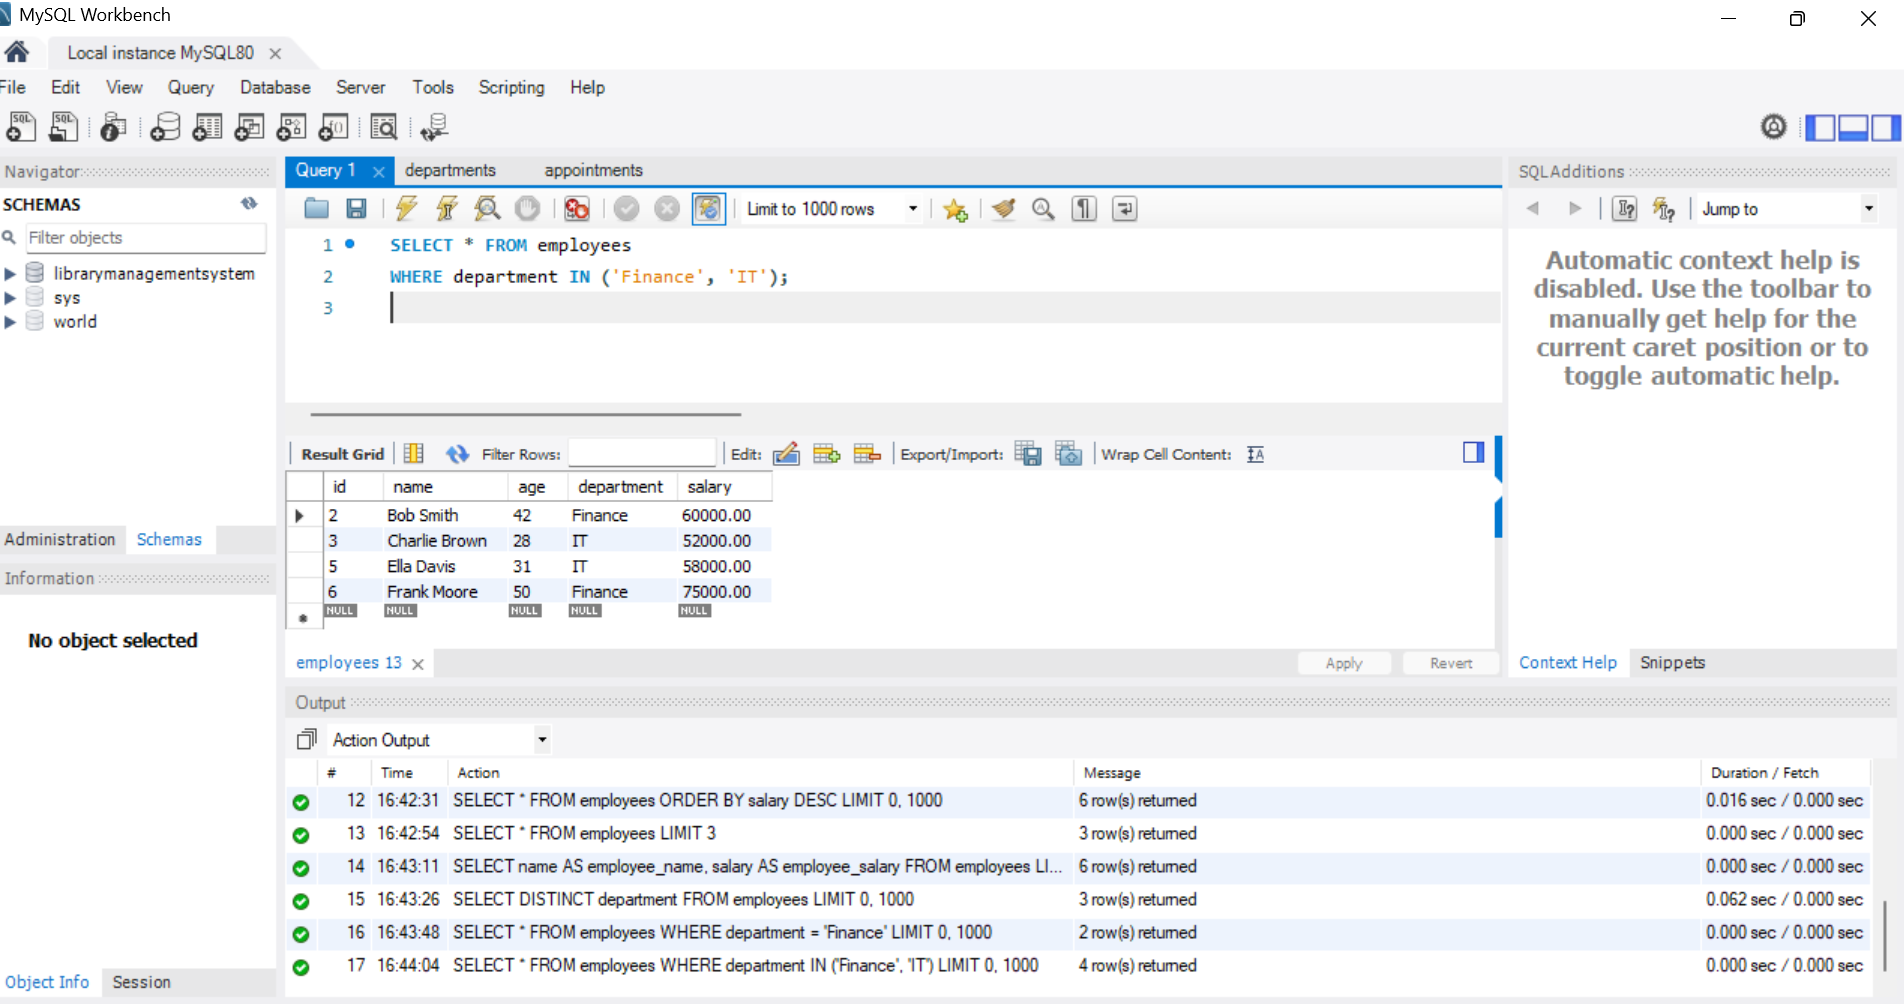 MySQL Workbench
Local instance MySQL80
File Edit View Query Database Server Tools Scripting Help
Navigator
SCHEMAS
Filter objects
librarymanagementsystem
sys
world
Administration Schemas
Information
No object selected
Object Info Session
Query 1 departments appointments
Limit to 1000 rows
1 SELECT * FROM employees
2 WHERE department IN ('Finance', 'IT');
3
Result Grid Filter Rows: Edit: Export/Import: Wrap Cell Content:
id name age department salary
2 Bob Smith 42 Finance 60000.00
3 Charlie Brown 28 IT 52000.00
5 Ella Davis 31 IT 58000.00
6 Frank Moore 50 Finance 75000.00
NULL NULL NULL NULL NULL
employees 13 Apply Revert
SQLAdditions
Jump to
Automatic context help is
disabled. Use the toolbar to
manually get help for the
current caret position or to
toggle automatic help.
Context Help Snippets
Output
Action Output
# Time Action Message Duration / Fetch
12 16:42:31 SELECT * FROM employees ORDER BY salary DESC LIMIT 0, 1000 6 row(s) returned 0.016 sec / 0.000 sec
13 16:42:54 SELECT * FROM employees LIMIT 3 3 row(s) returned 0.000 sec / 0.000 sec
14 16:43:11 SELECT name AS employee_name, salary AS employee_salary FROM employees LI... 6 row(s) returned 0.000 sec / 0.000 sec
15 16:43:26 SELECT DISTINCT department FROM employees LIMIT 0, 1000 3 row(s) returned 0.062 sec / 0.000 sec
16 16:43:48 SELECT * FROM employees WHERE department = 'Finance' LIMIT 0, 1000 2 row(s) returned 0.000 sec / 0.000 sec
17 16:44:04 SELECT * FROM employees WHERE department IN ('Finance', 'IT') LIMIT 0, 1000 4 row(s) returned 0.000 sec / 0.000 sec